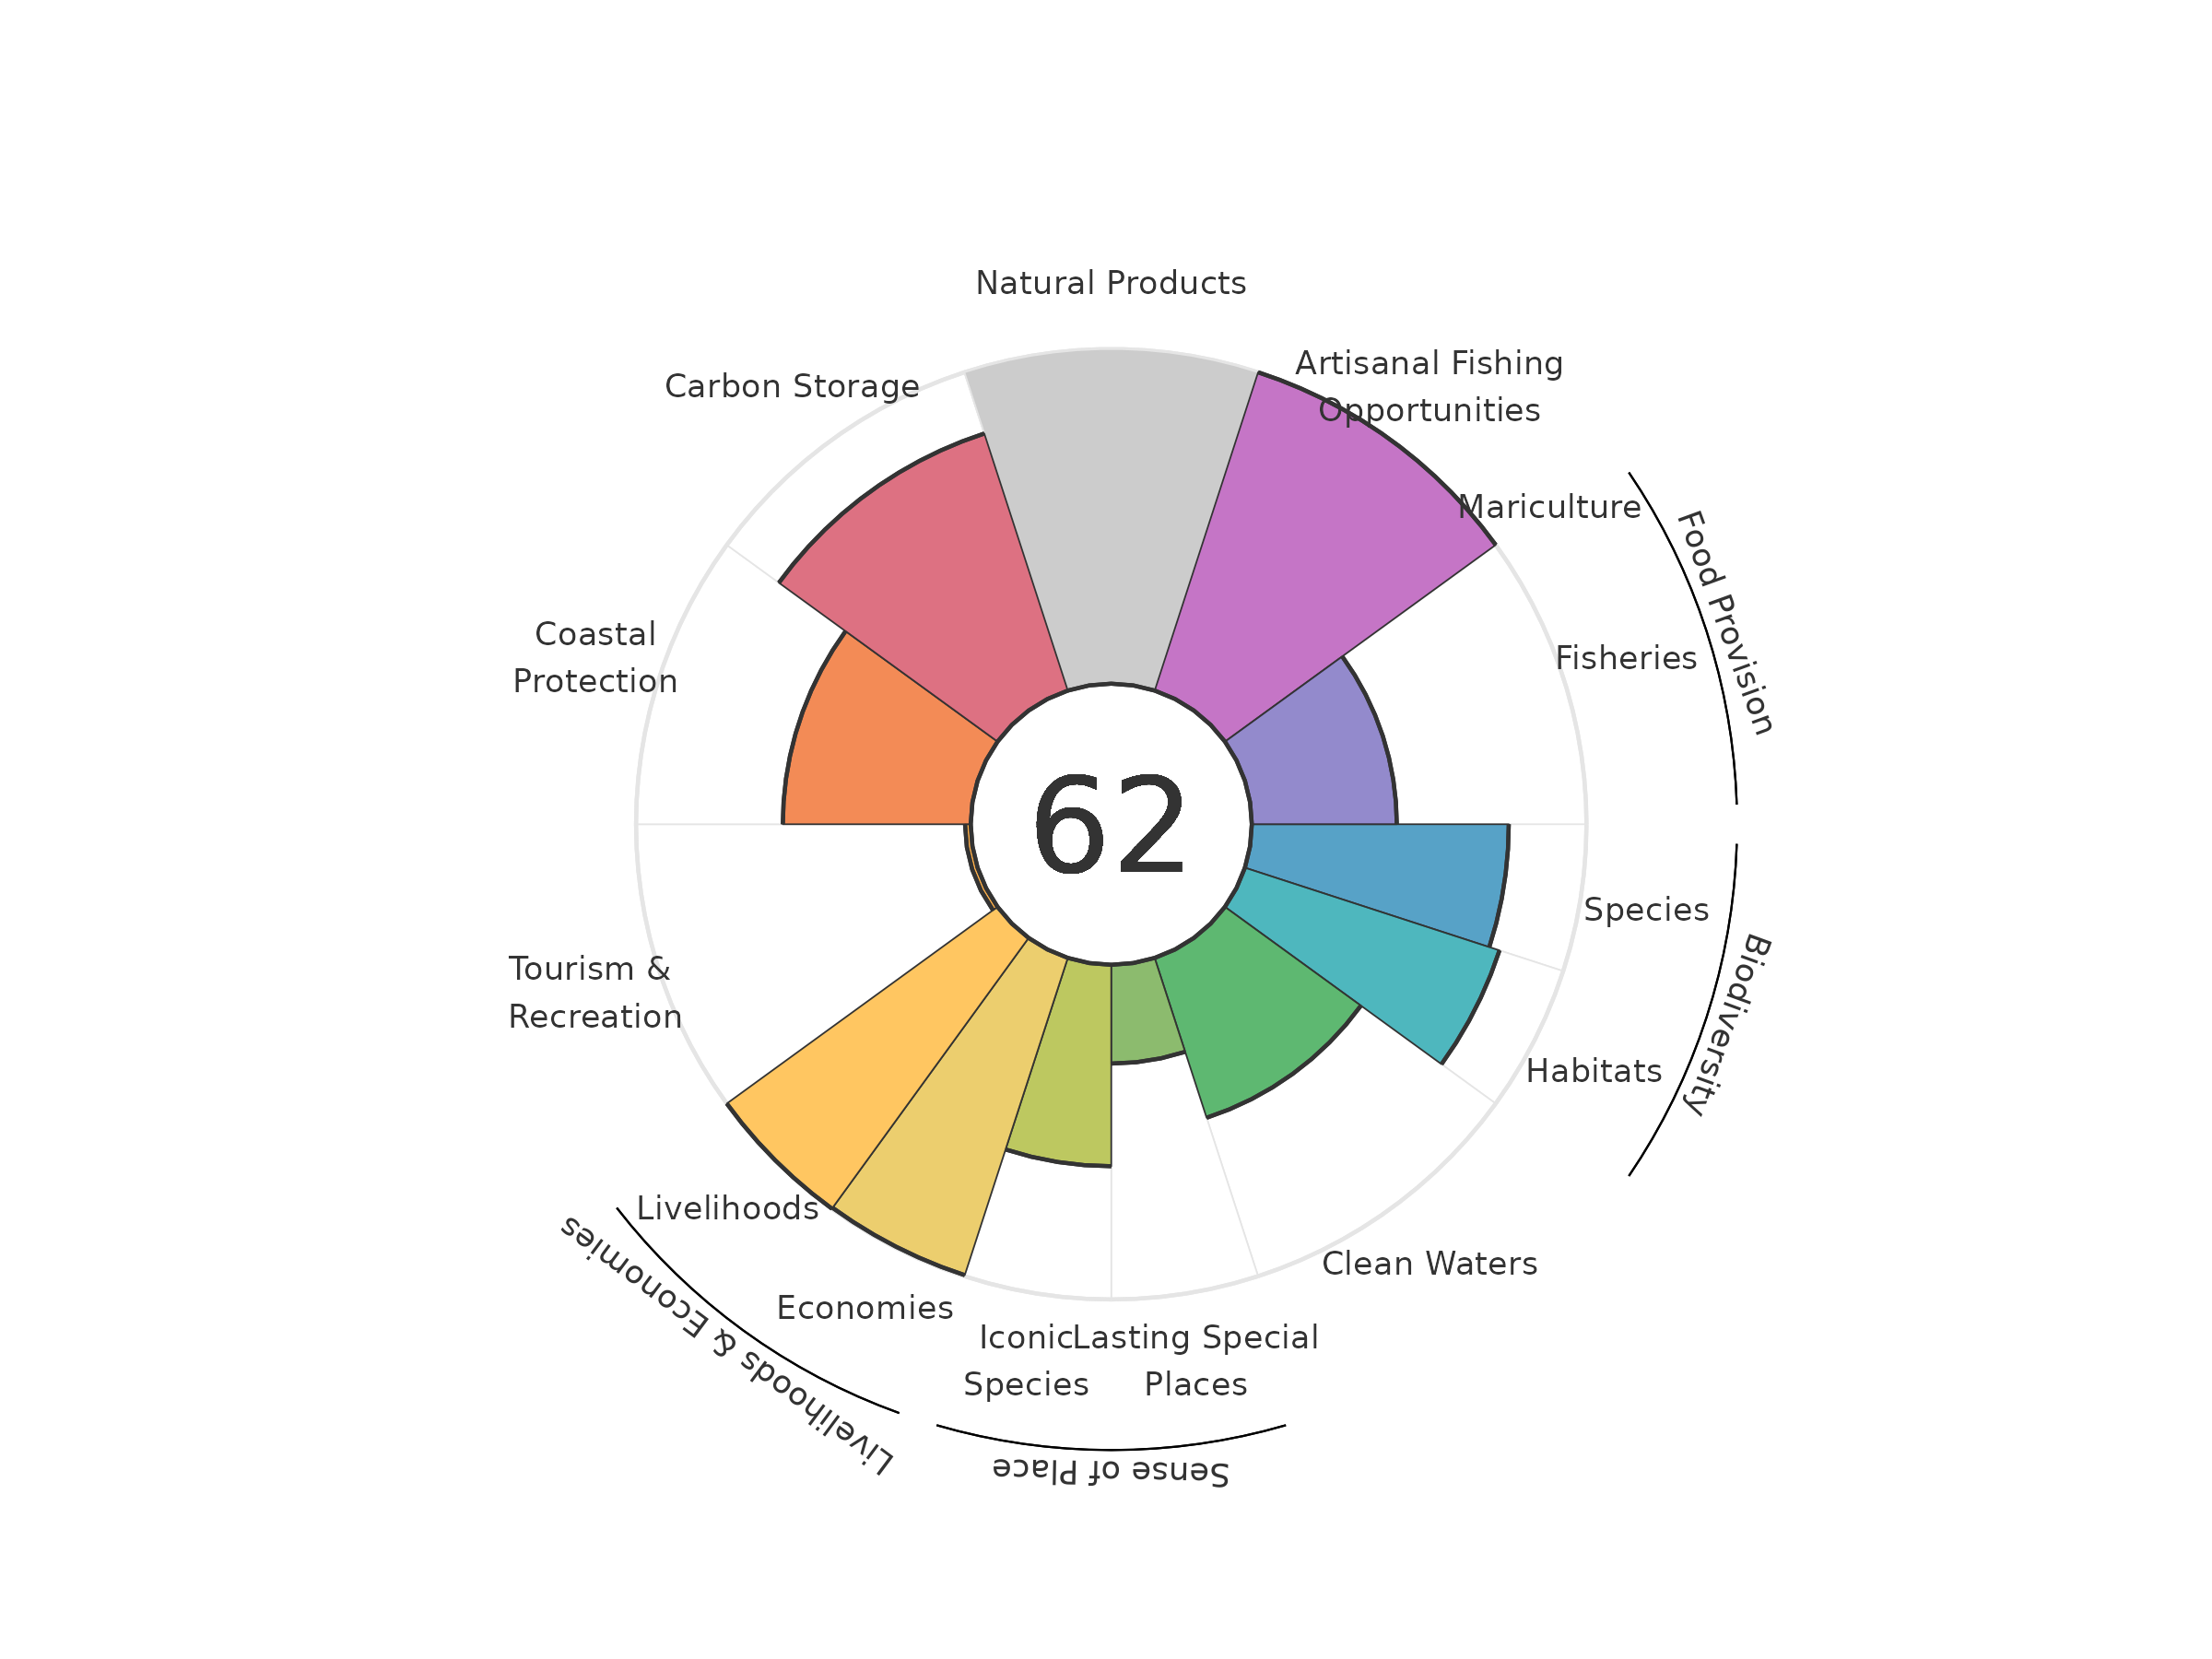 Natural Products
Artisanal Fishing
Opportunities
Carbon Storage
Mariculture
Food Provision
Fisheries
Coastal
Protection
62
Species
Biodiversity
Tourism &
Recreation
Habitats
Livelihoods
Livelihoods & Economies
Clean Waters
Economies
Iconic
Species
Lasting Special
Places
Sense of Place